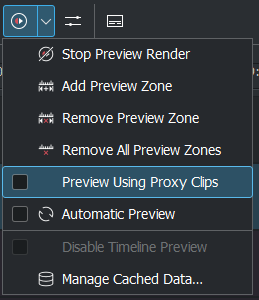 Stop Preview Render
Add Preview Zone
Remove Preview Zone
Remove All Preview Zones
Preview Using Proxy Clips
Automatic Preview
Disable Timeline Preview
Manage Cached Data...